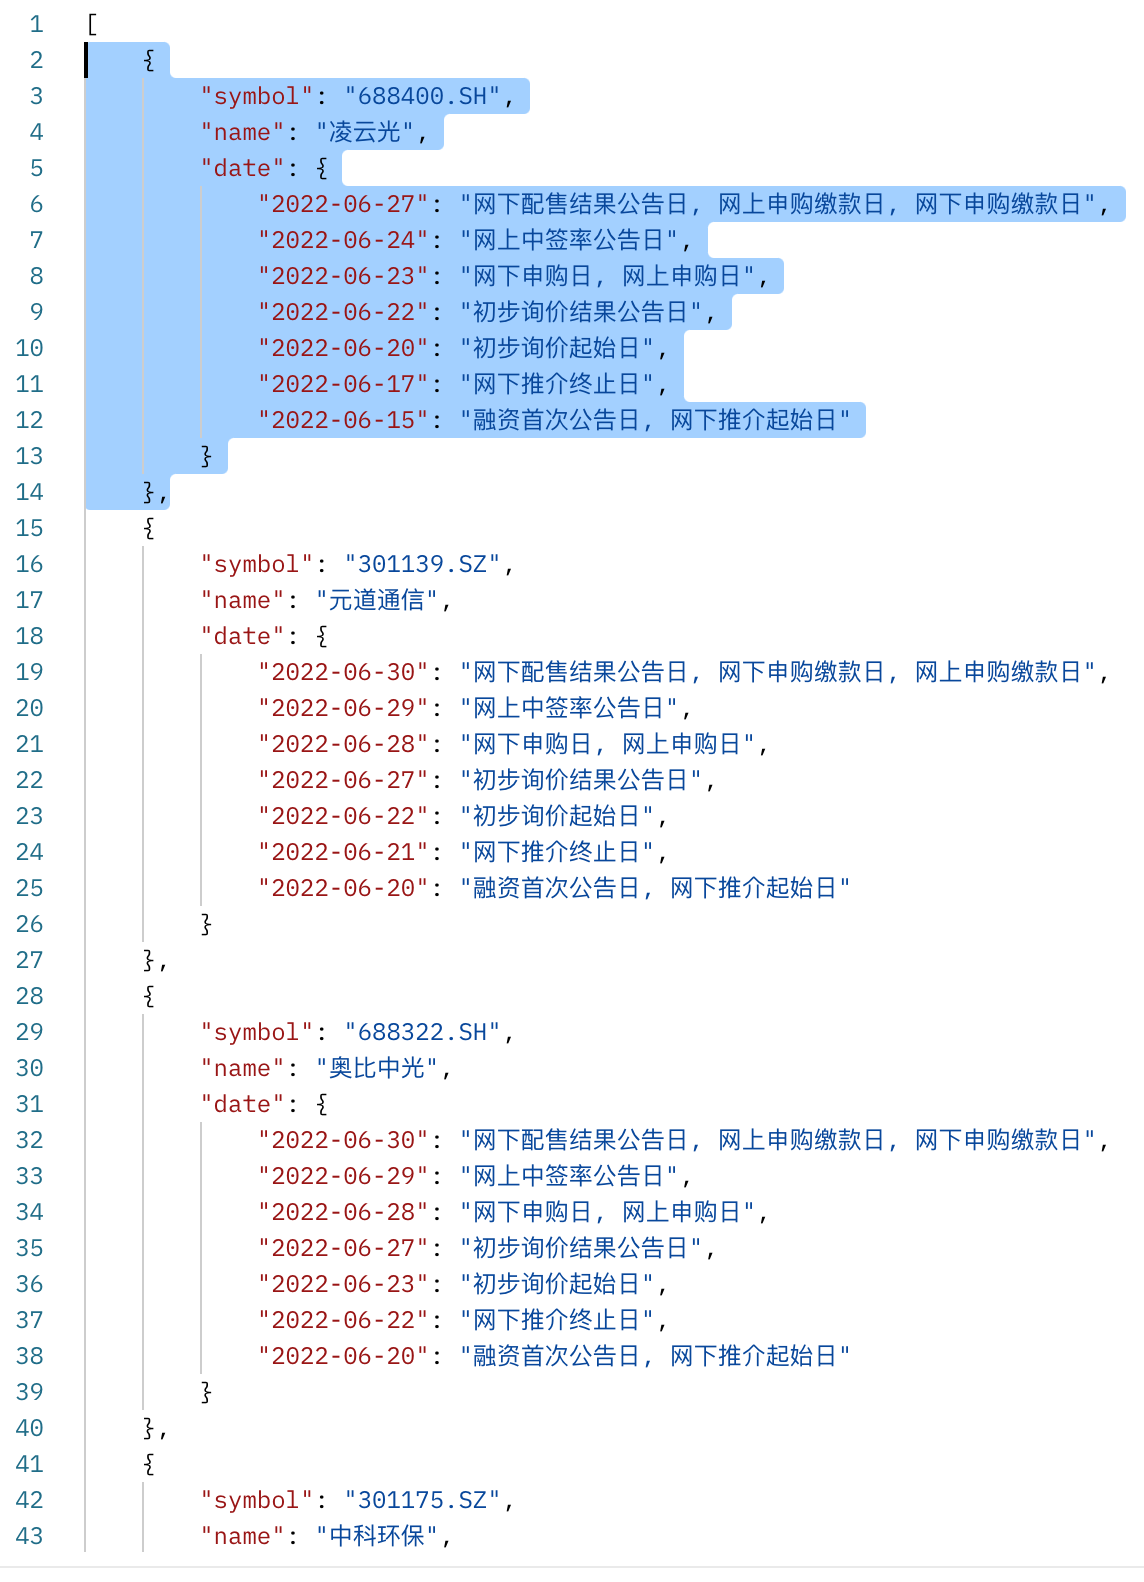 1 [
2 {
3 "symbol": "688400.SH",
4 "name": "凌云光",
5 "date": {
6 "2022-06-27": "网下配售结果公告日, 网上申购缴款日, 网下申购缴款日",
7 "2022-06-24": "网上中签率公告日",
8 "2022-06-23": "网下申购日, 网上申购日",
9 "2022-06-22": "初步询价结果公告日",
10 "2022-06-20": "初步询价起始日",
11 "2022-06-17": "网下推介终止日",
12 "2022-06-15": "融资首次公告日, 网下推介起始日"
13 }
14 },
15 {
16 "symbol": "301139.SZ",
17 "name": "元道通信",
18 "date": {
19 "2022-06-30": "网下配售结果公告日, 网下申购缴款日, 网上申购缴款日",
20 "2022-06-29": "网上中签率公告日",
21 "2022-06-28": "网下申购日, 网上申购日",
22 "2022-06-27": "初步询价结果公告日",
23 "2022-06-22": "初步询价起始日",
24 "2022-06-21": "网下推介终止日",
25 "2022-06-20": "融资首次公告日, 网下推介起始日"
26 }
27 },
28 {
29 "symbol": "688322.SH",
30 "name": "奥比中光",
31 "date": {
32 "2022-06-30": "网下配售结果公告日, 网上申购缴款日, 网下申购缴款日",
33 "2022-06-29": "网上中签率公告日",
34 "2022-06-28": "网下申购日, 网上申购日",
35 "2022-06-27": "初步询价结果公告日",
36 "2022-06-23": "初步询价起始日",
37 "2022-06-22": "网下推介终止日",
38 "2022-06-20": "融资首次公告日, 网下推介起始日"
39 }
40 },
41 {
42 "symbol": "301175.SZ",
43 "name": "中科环保",